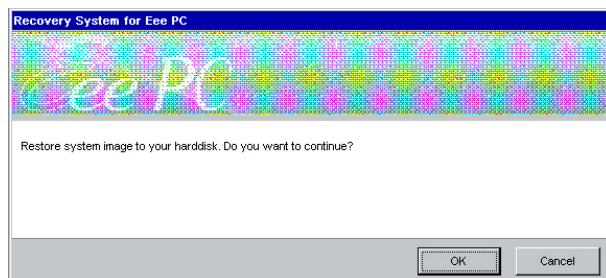 Recovery System for Eee PC
Eee PC
Restore system image to your harddisk. Do you want to continue?
OK
Cancel